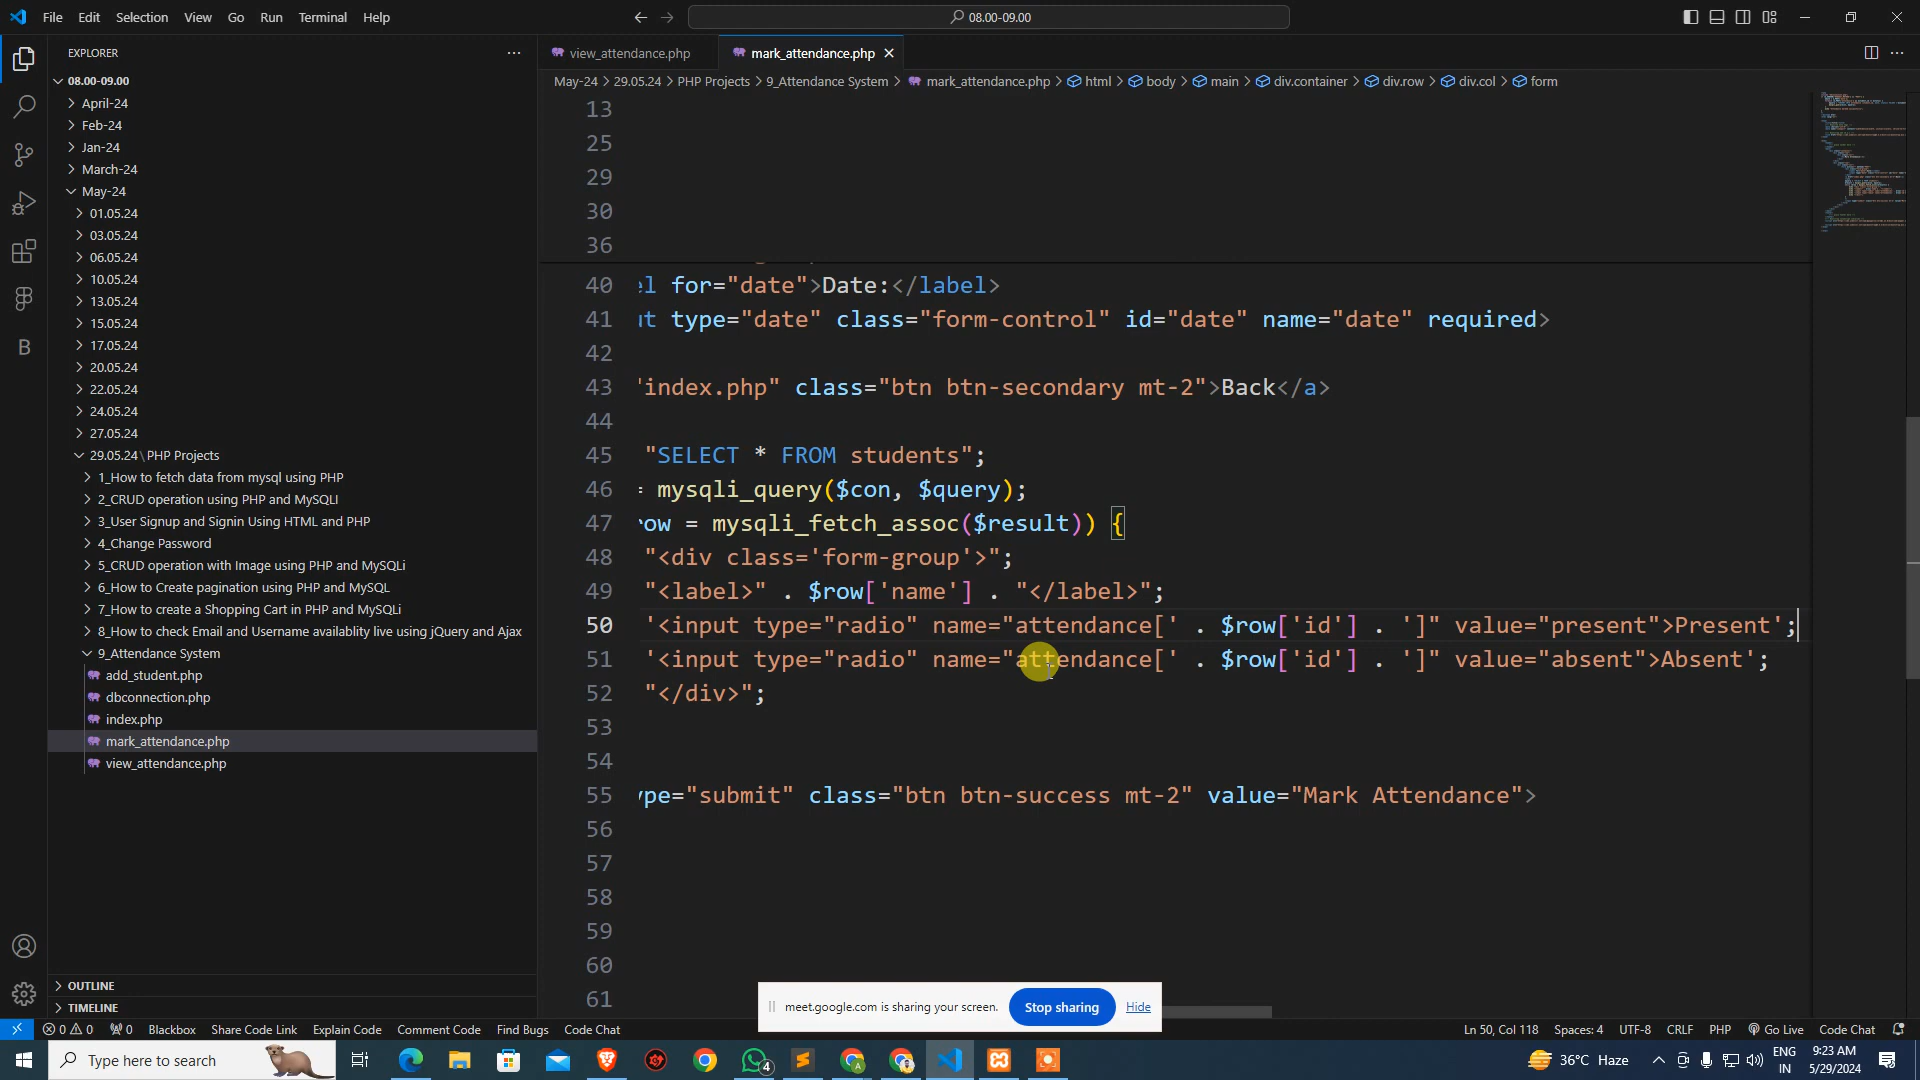 File Edit Selection View Go Run Terminal Help
08.00-09.00
EXPLORER
08.00-09.00
April-24
Feb-24
Jan-24
March-24
May-24
01.05.24
03.05.24
06.05.24
10.05.24
13.05.24
15.05.24
17.05.24
20.05.24
22.05.24
24.05.24
27.05.24
29.05.24\PHP Projects
1_How to fetch data from mysql using PHP
2_CRUD operation using PHP and MySQLI
3_User Signup and Signin Using HTML and PHP
4_Change Password
5_CRUD operation with Image using PHP and MySQLi
6_How to Create pagination using PHP and MySQL
7_How to create a Shopping Cart in PHP and MySQLi
8_How to check Email and Username availablity live using jQuery and Ajax
9_Attendance System
add_student.php
dbconnection.php
index.php
mark_attendance.php
view_attendance.php
OUTLINE
TIMELINE
view_attendance.php mark_attendance.php
May-24 > 29.05.24 > PHP Projects > 9_Attendance System > mark_attendance.php > html > body > main > div.container > div.row > div.col > form
13
25
29
30
36
40 el for="date">Date:</label>
41 ut type="date" class="form-control" id="date" name="date" required>
42
43 "index.php" class="btn btn-secondary mt-2">Back</a>
44
45 "SELECT * FROM students";
46 = mysqli_query($con, $query);
47 row = mysqli_fetch_assoc($result)) {
48 "<div class='form-group'>";
49 "<label>" . $row['name'] . "</label>";
50 '<input type="radio" name="attendance[' . $row['id'] . ']" value="present">Present';
51 '<input type="radio" name="attendance[' . $row['id'] . ']" value="absent">Absent';
52 "</div>";
53
54
55 ype="submit" class="btn btn-success mt-2" value="Mark Attendance">
56
57
58
59
60
61
meet.google.com is sharing your screen. Stop sharing Hide
0 0 0 Blackbox Share Code Link Explain Code Comment Code Find Bugs Code Chat Ln 50, Col 118 Spaces: 4 UTF-8 CRLF PHP Go Live Code Chat
Type here to search 4 36°C Haze ENG IN 9:23 AM 5/29/2024